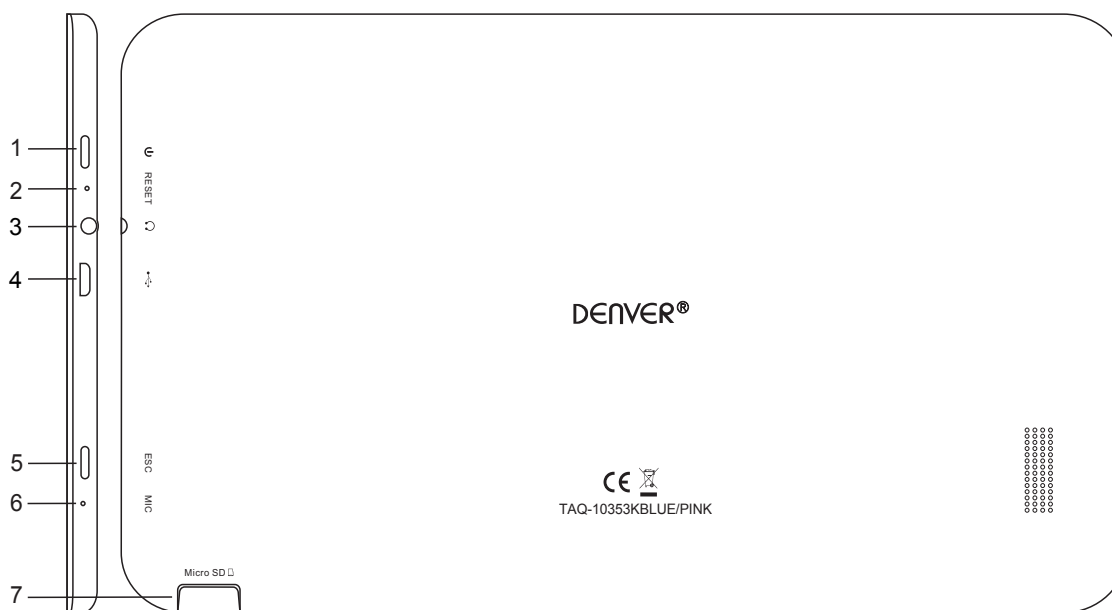 1
2
3
4
5
6
7
RESET
ESC
MIC
Micro SD
DENVER®
CE
TAQ-10353KBLUE/PINK